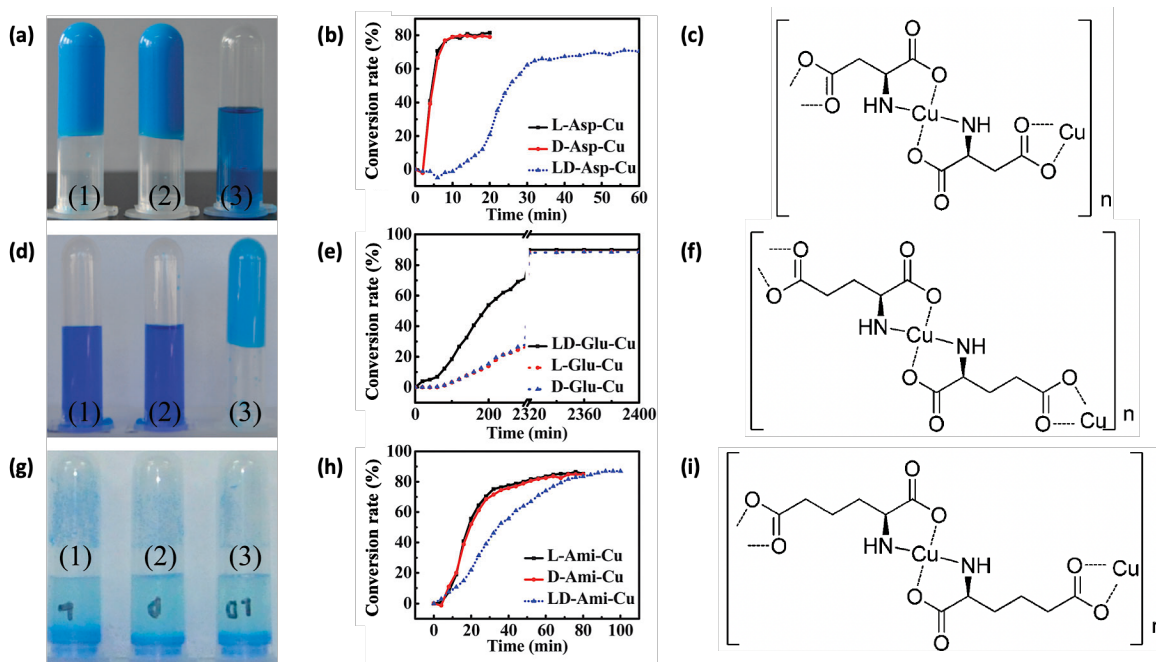 (a)
(1) (2) (3)
(b)
Conversion rate (%)
80
60
40
20
0
L-Asp-Cu
D-Asp-Cu
LD-Asp-Cu
0 10 20 30 40 50 60
Time (min)
(c)
O O
O O
HN Cu NH O Cu
O O
O
n
(d)
(1) (2) (3)
(e)
Conversion rate (%)
100
80
60
40
20
0
LD-Glu-Cu
L-Glu-Cu
D-Glu-Cu
0 200 2320 2360 2400
Time (min)
(f)
O O
O O
HN Cu NH
O O
O O Cu
n
(g)
(1) (2) (3)
(h)
Conversion rate (%)
100
80
60
40
20
0
L-Ami-Cu
D-Ami-Cu
LD-Ami-Cu
0 20 40 60 80 100
Time (min)
(i)
O O
O O
HN Cu NH O Cu
O O
O
n